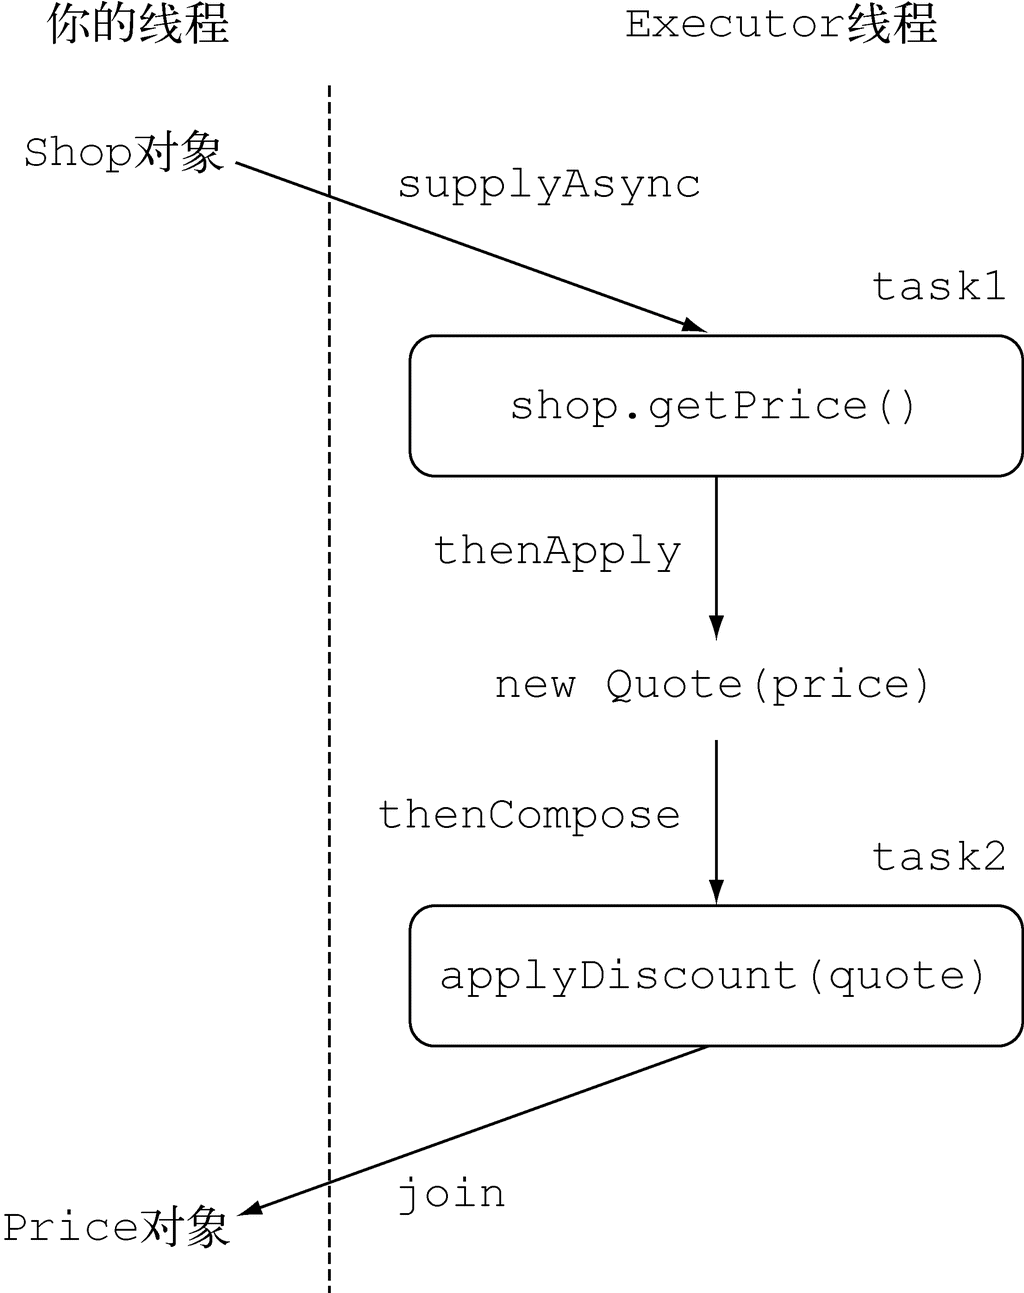 你的线程
Executor线程
Shop对象
supplyAsync
task1
shop.getPrice()
thenApply
new Quote(price)
thenCompose
task2
applyDiscount(quote)
join
Price对象